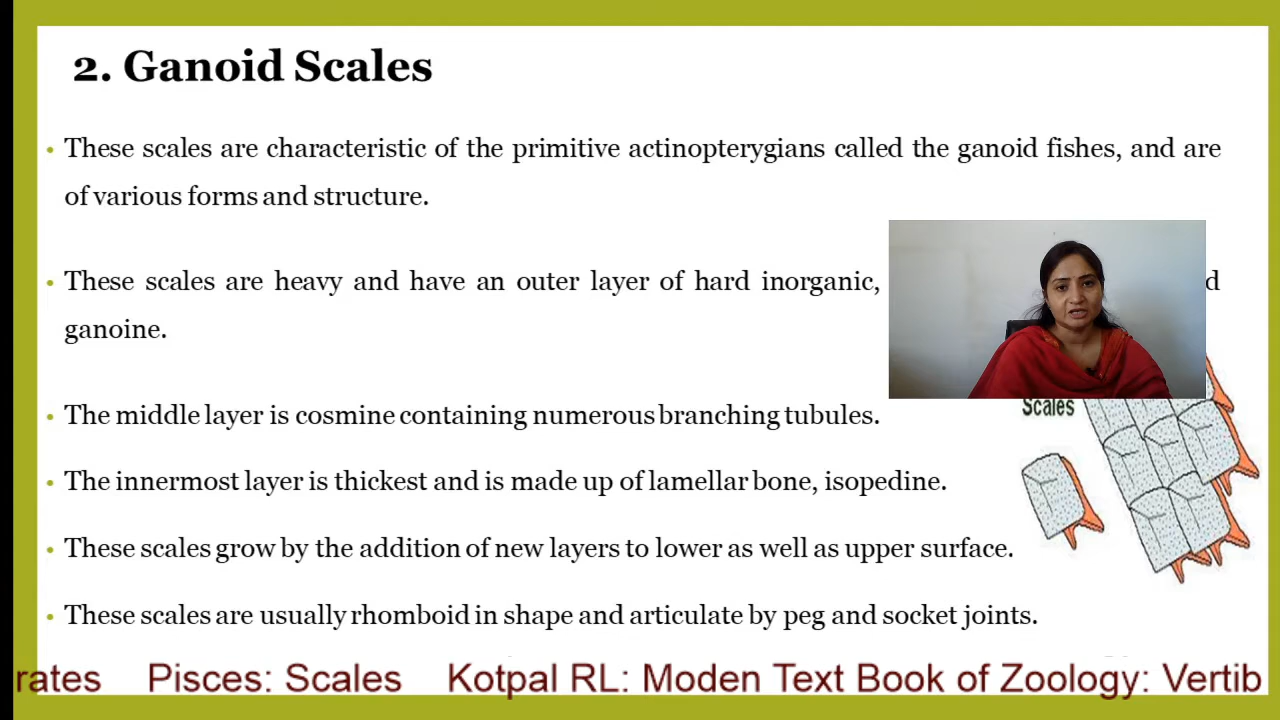 2. Ganoid Scales
• These scales are characteristic of the primitive actinopterygians called the ganoid fishes, and are
of various forms and structure.
• These scales are heavy and have an outer layer of hard inorganic,
ganoine.
• The middle layer is cosmine containing numerous branching tubules.
Scales
• The innermost layer is thickest and is made up of lamellar bone, isopedine.
• These scales grow by the addition of new layers to lower as well as upper surface.
• These scales are usually rhomboid in shape and articulate by peg and socket joints.
rates Pisces: Scales Kotpal RL: Moden Text Book of Zoology: Vertib